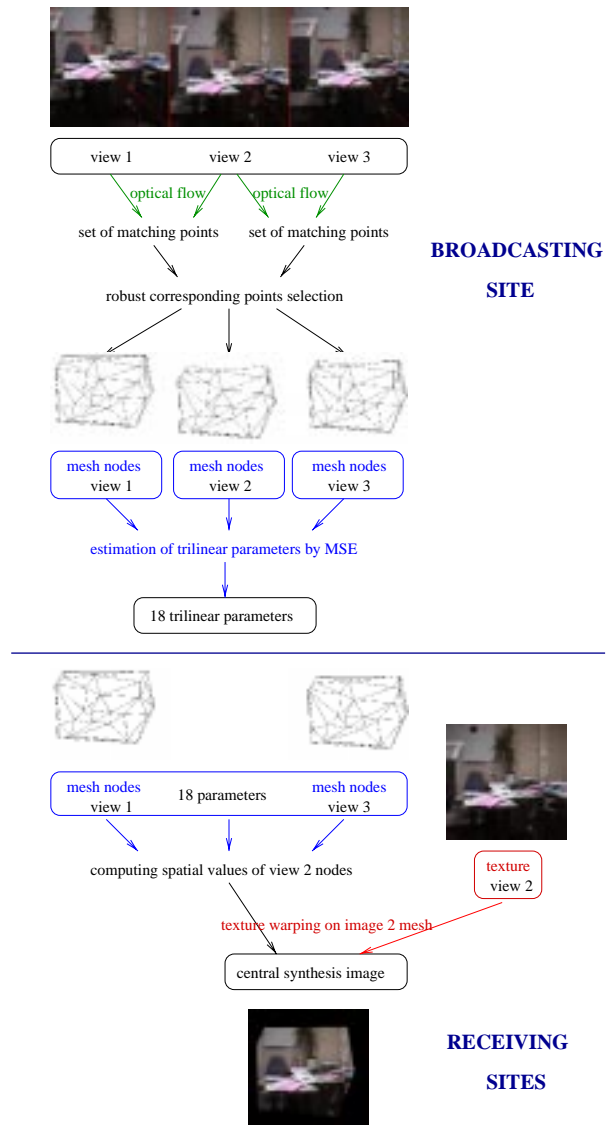 view 1 view 2 view 3
optical flow optical flow
set of matching points set of matching points
BROADCASTING
SITE
robust corresponding points selection
mesh nodes mesh nodes mesh nodes
view 1 view 2 view 3
estimation of trilinear parameters by MSE
18 trilinear parameters
mesh nodes 18 parameters mesh nodes
view 1 view 3
computing spatial values of view 2 nodes
texture
view 2
texture warping on image 2 mesh
central synthesis image
RECEIVING
SITES